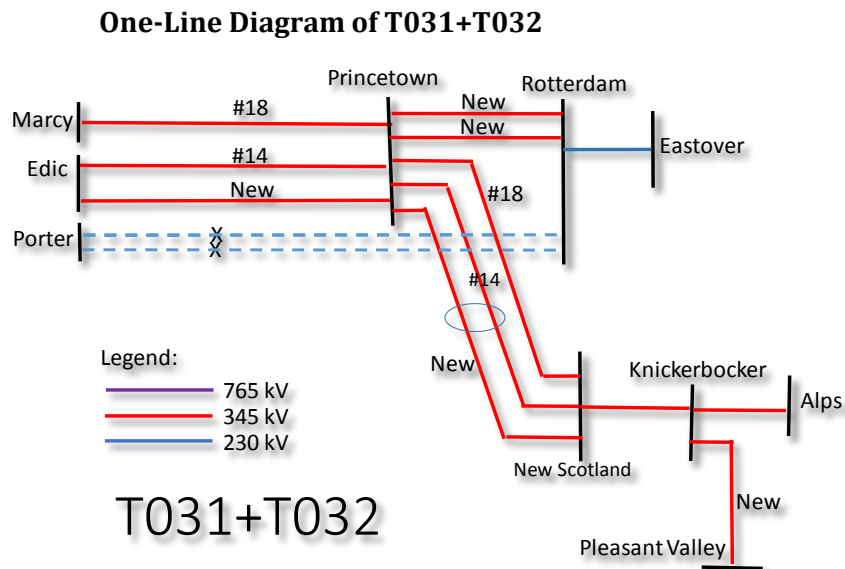 One-Line Diagram of T031+T032
Princetown
Rotterdam
#18
New
Marcy
New
Eastover
#14
Edic
New
#18
Porter
X
X
X
#14
Legend:
New
Knickerbocker
765 kV
Alps
345 kV
230 kV
New Scotland
T031+T032
New
Pleasant Valley